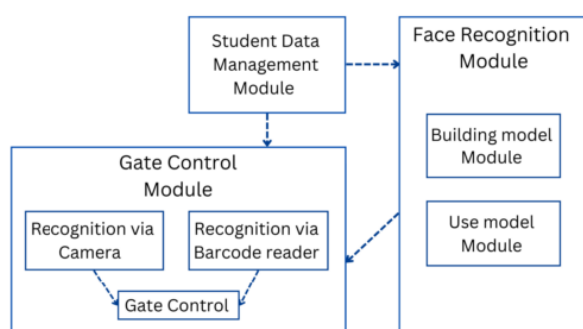 Student Data
Management
Module
Face Recognition
Module
Building model
Module
Use model
Module
Gate Control
Module
Recognition via
Camera
Recognition via
Barcode reader
Gate Control